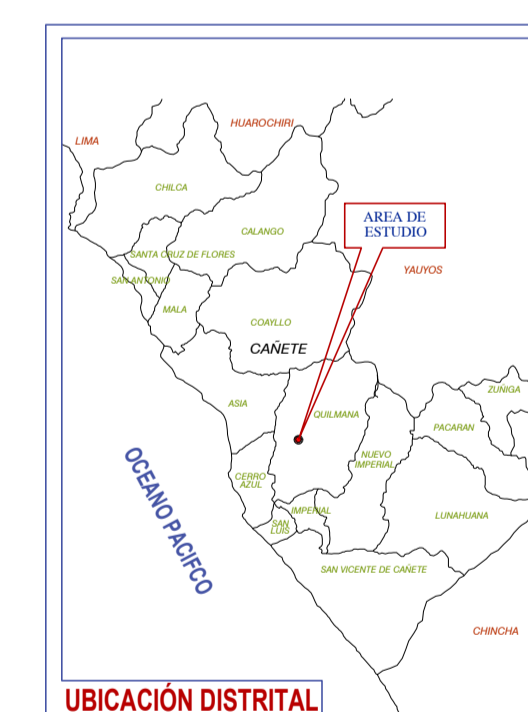 HUAROCHIRI
LIMA
CHILCA
AREA DE
ESTUDIO
CALANGO
SANTA CRUZ DE FLORES
YAUYOS
SAN ANTONIO
MALA
COAYLLO
CAÑETE
ZUÑIGA
ASIA
QUILMANA
PACARAN
NUEVO
IMPERIAL
OCEANO PACIFCO
CERRO
AZUL
IMPERIAL
LUNAHUANA
SAN
LUIS
SAN VICENTE DE CAÑETE
CHINCHA
UBICACIÓN DISTRITAL